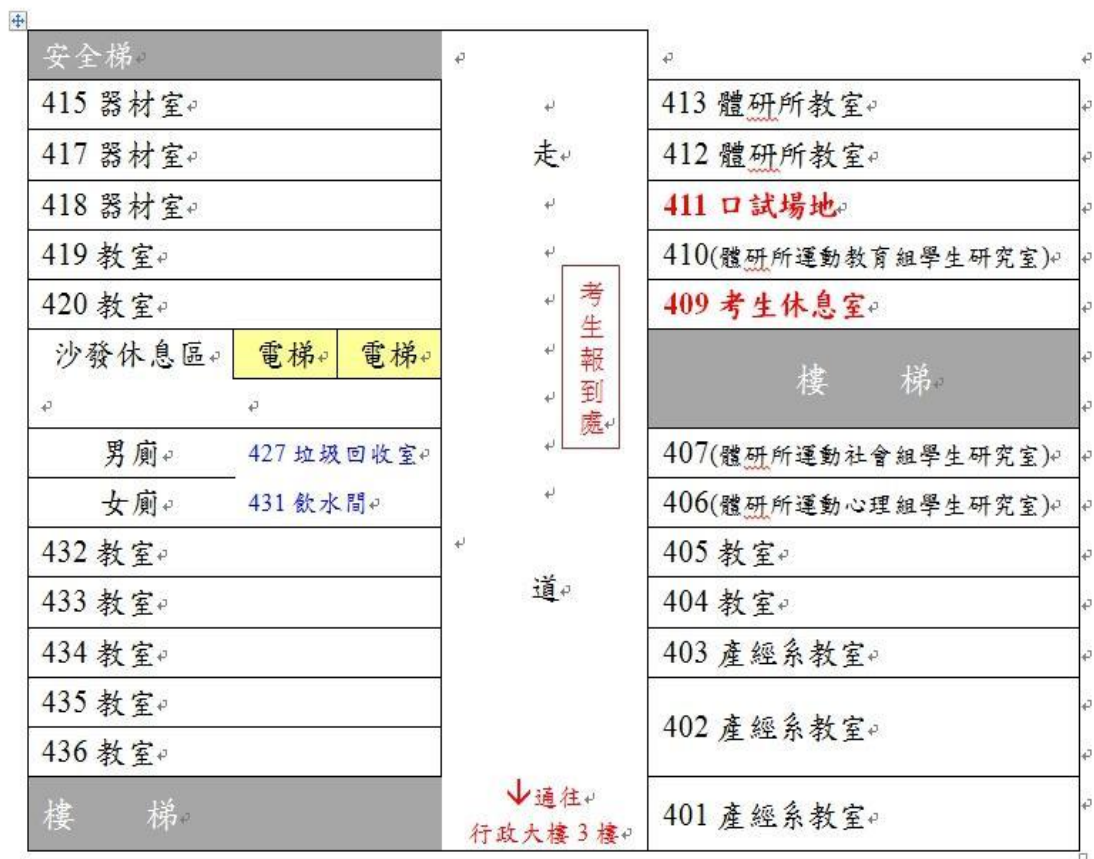 安全梯
415 器材室
417 器材室
418 器材室
419 教室
420 教室
沙發休息區 電梯 電梯
男廁 427 垃圾回收室
女廁 431 飲水間
432 教室
433 教室
434 教室
435 教室
436 教室
樓 梯
走
道
考生報到處
↓通往
行政大樓 3 樓
413 體研所教室
412 體研所教室
411 口試場地
410(體研所運動教育組學生研究室)
409 考生休息室
樓 梯
407(體研所運動社會組學生研究室)
406(體研所運動心理組學生研究室)
405 教室
404 教室
403 產經系教室
402 產經系教室
401 產經系教室